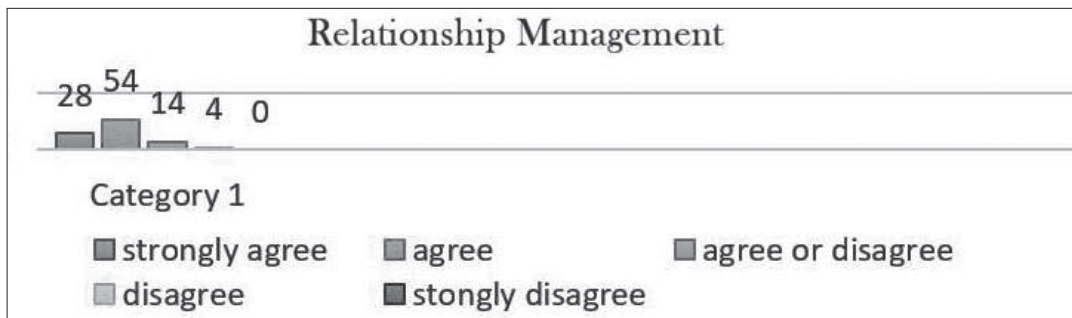 Relationship Management
28 54 14 4 0
Category 1
strongly agree agree agree or disagree
disagree stongly disagree